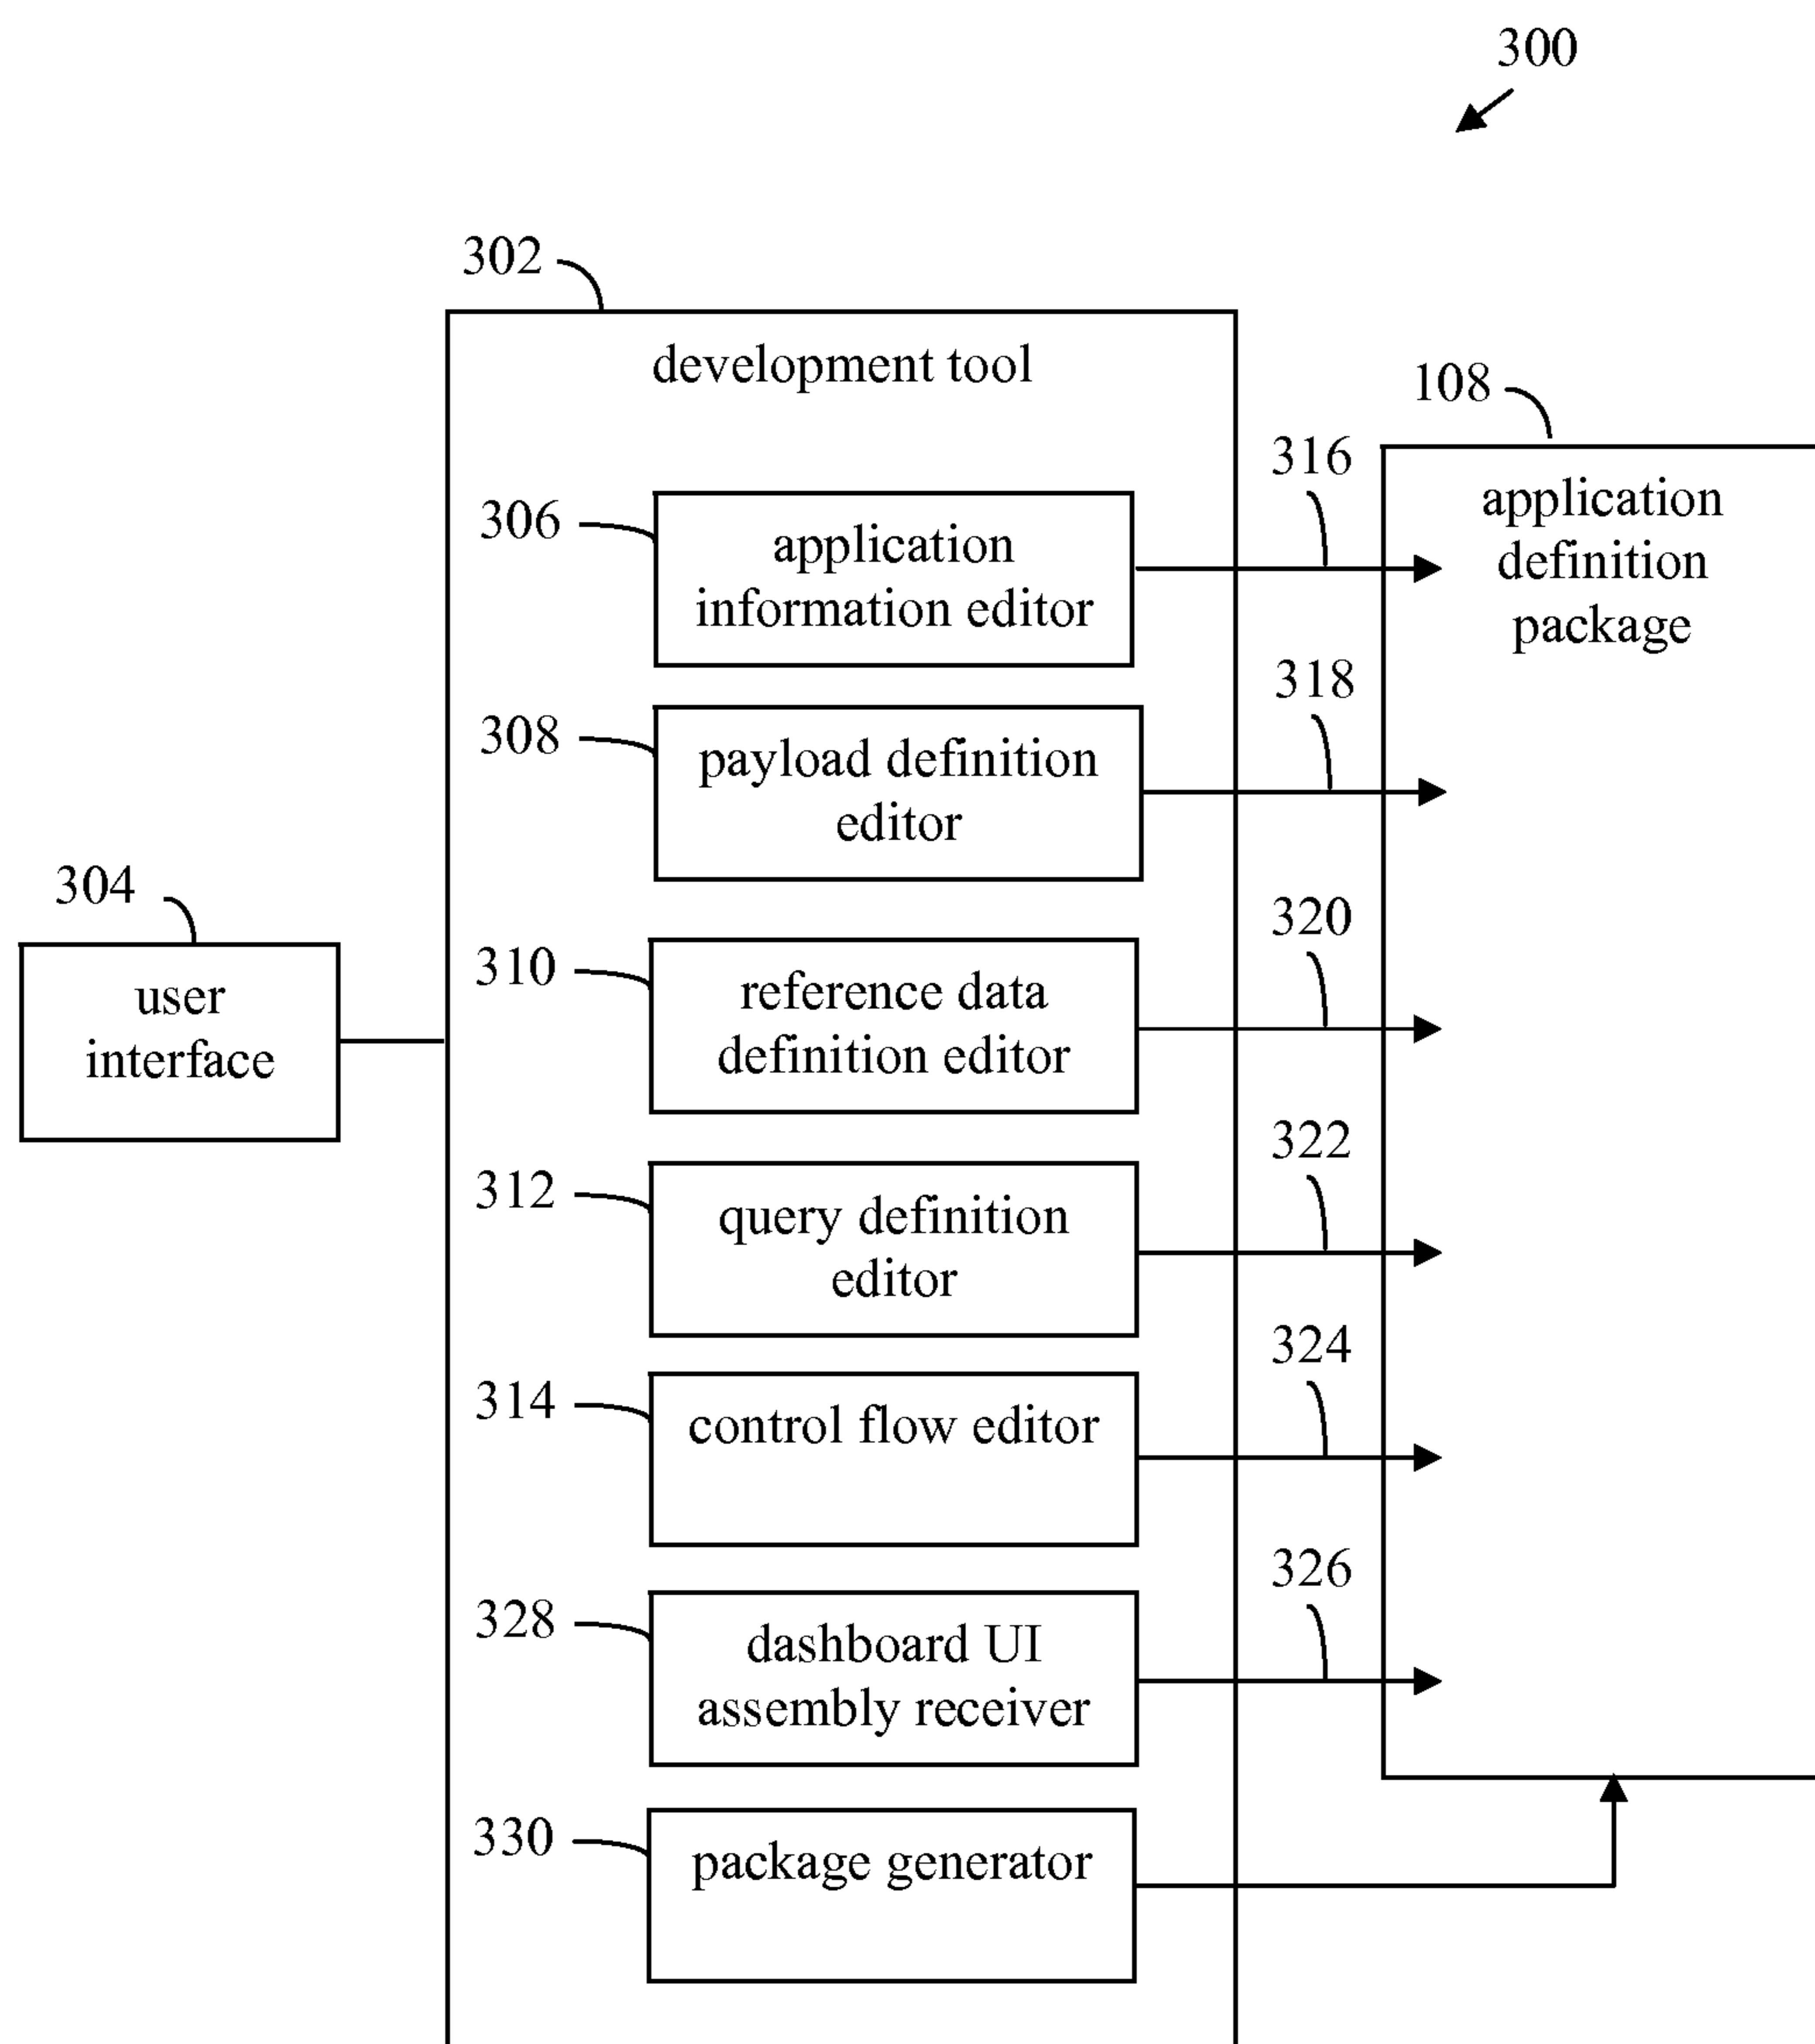 300
302
development tool
108
316
application
definition
package
306
application
information editor
318
308
payload definition
editor
304
user
interface
320
310
reference data
definition editor
322
312
query definition
editor
324
314
control flow editor
326
328
dashboard UI
assembly receiver
330
package generator